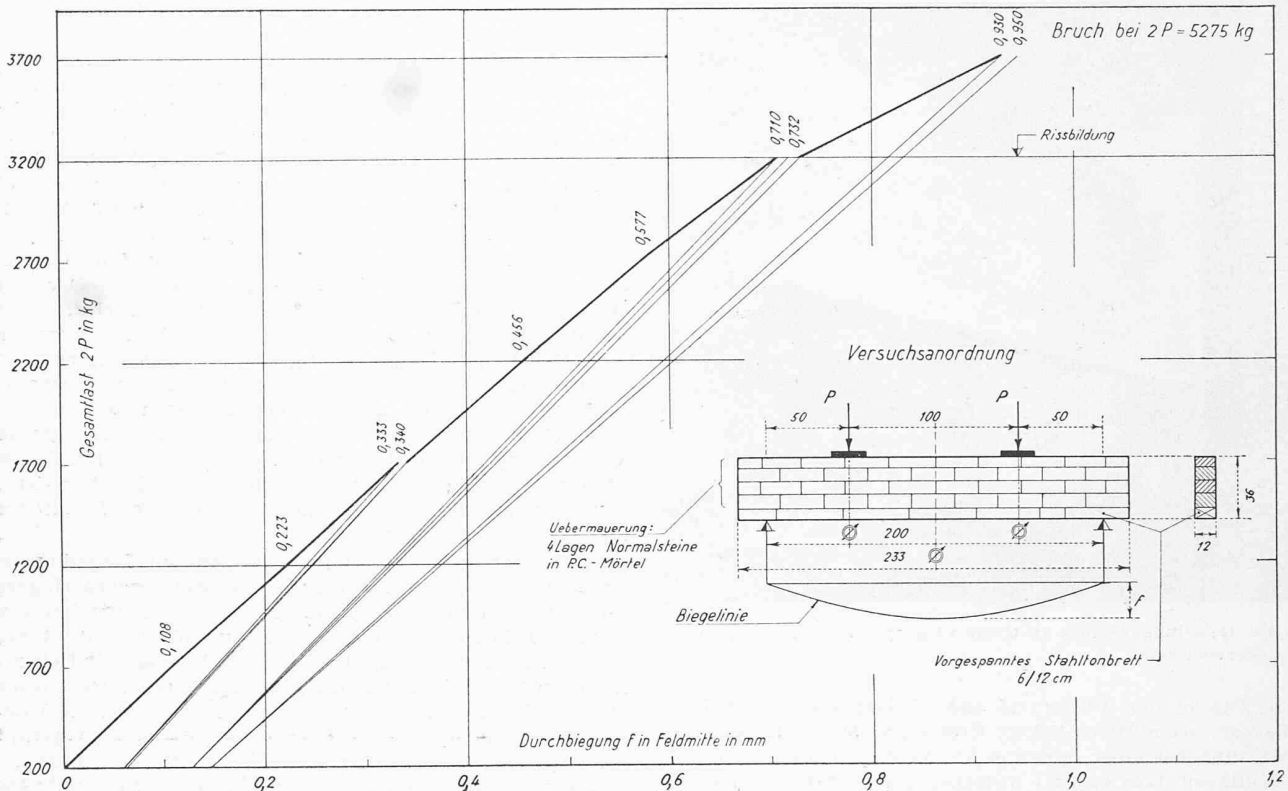 Bruch bei 2P = 5275 kg
0,930
0,950
3700
Rissbildung
0,710
0,732
3200
0,577
2700
Gesamtlast 2P in kg
0,456
2200
Versuchsanordnung
P
P
50
100
50
0,333
0,340
1700
36
Uebermauerung:
4 Lagen Normalsteine
in P.C.-Mörtel
200
12
233
0,223
1200
f
Biegelinie
0,108
700
Vorgespanntes Stahltonbrett
6/12 cm
Durchbiegung f in Feldmitte in mm
200
0
0,2
0,4
0,6
0,8
1,0
1,2